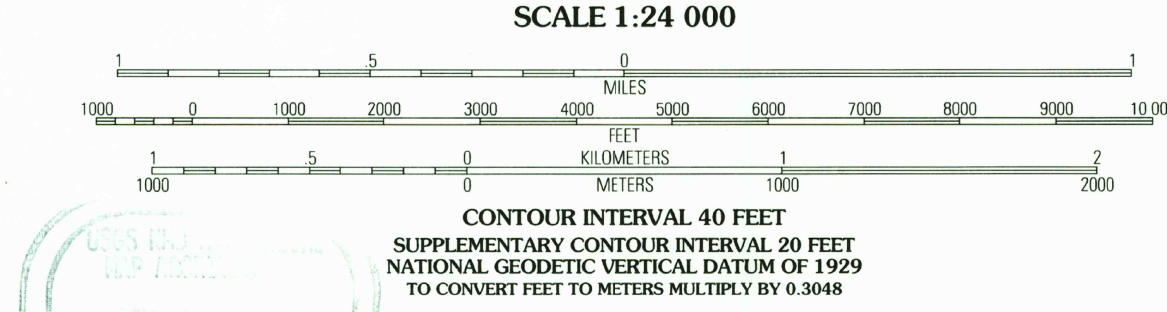 SCALE 1:24 000
1 .5 0 1
MILES
1000 0 1000 2000 3000 4000 5000 6000 7000 8000 9000 10 00
FEET
1 .5 0 KILOMETERS 1 2
1000 0 METERS 1000 2000
CONTOUR INTERVAL 40 FEET
SUPPLEMENTARY CONTOUR INTERVAL 20 FEET
NATIONAL GEODETIC VERTICAL DATUM OF 1929
TO CONVERT FEET TO METERS MULTIPLY BY 0.3048
USGS
MAP